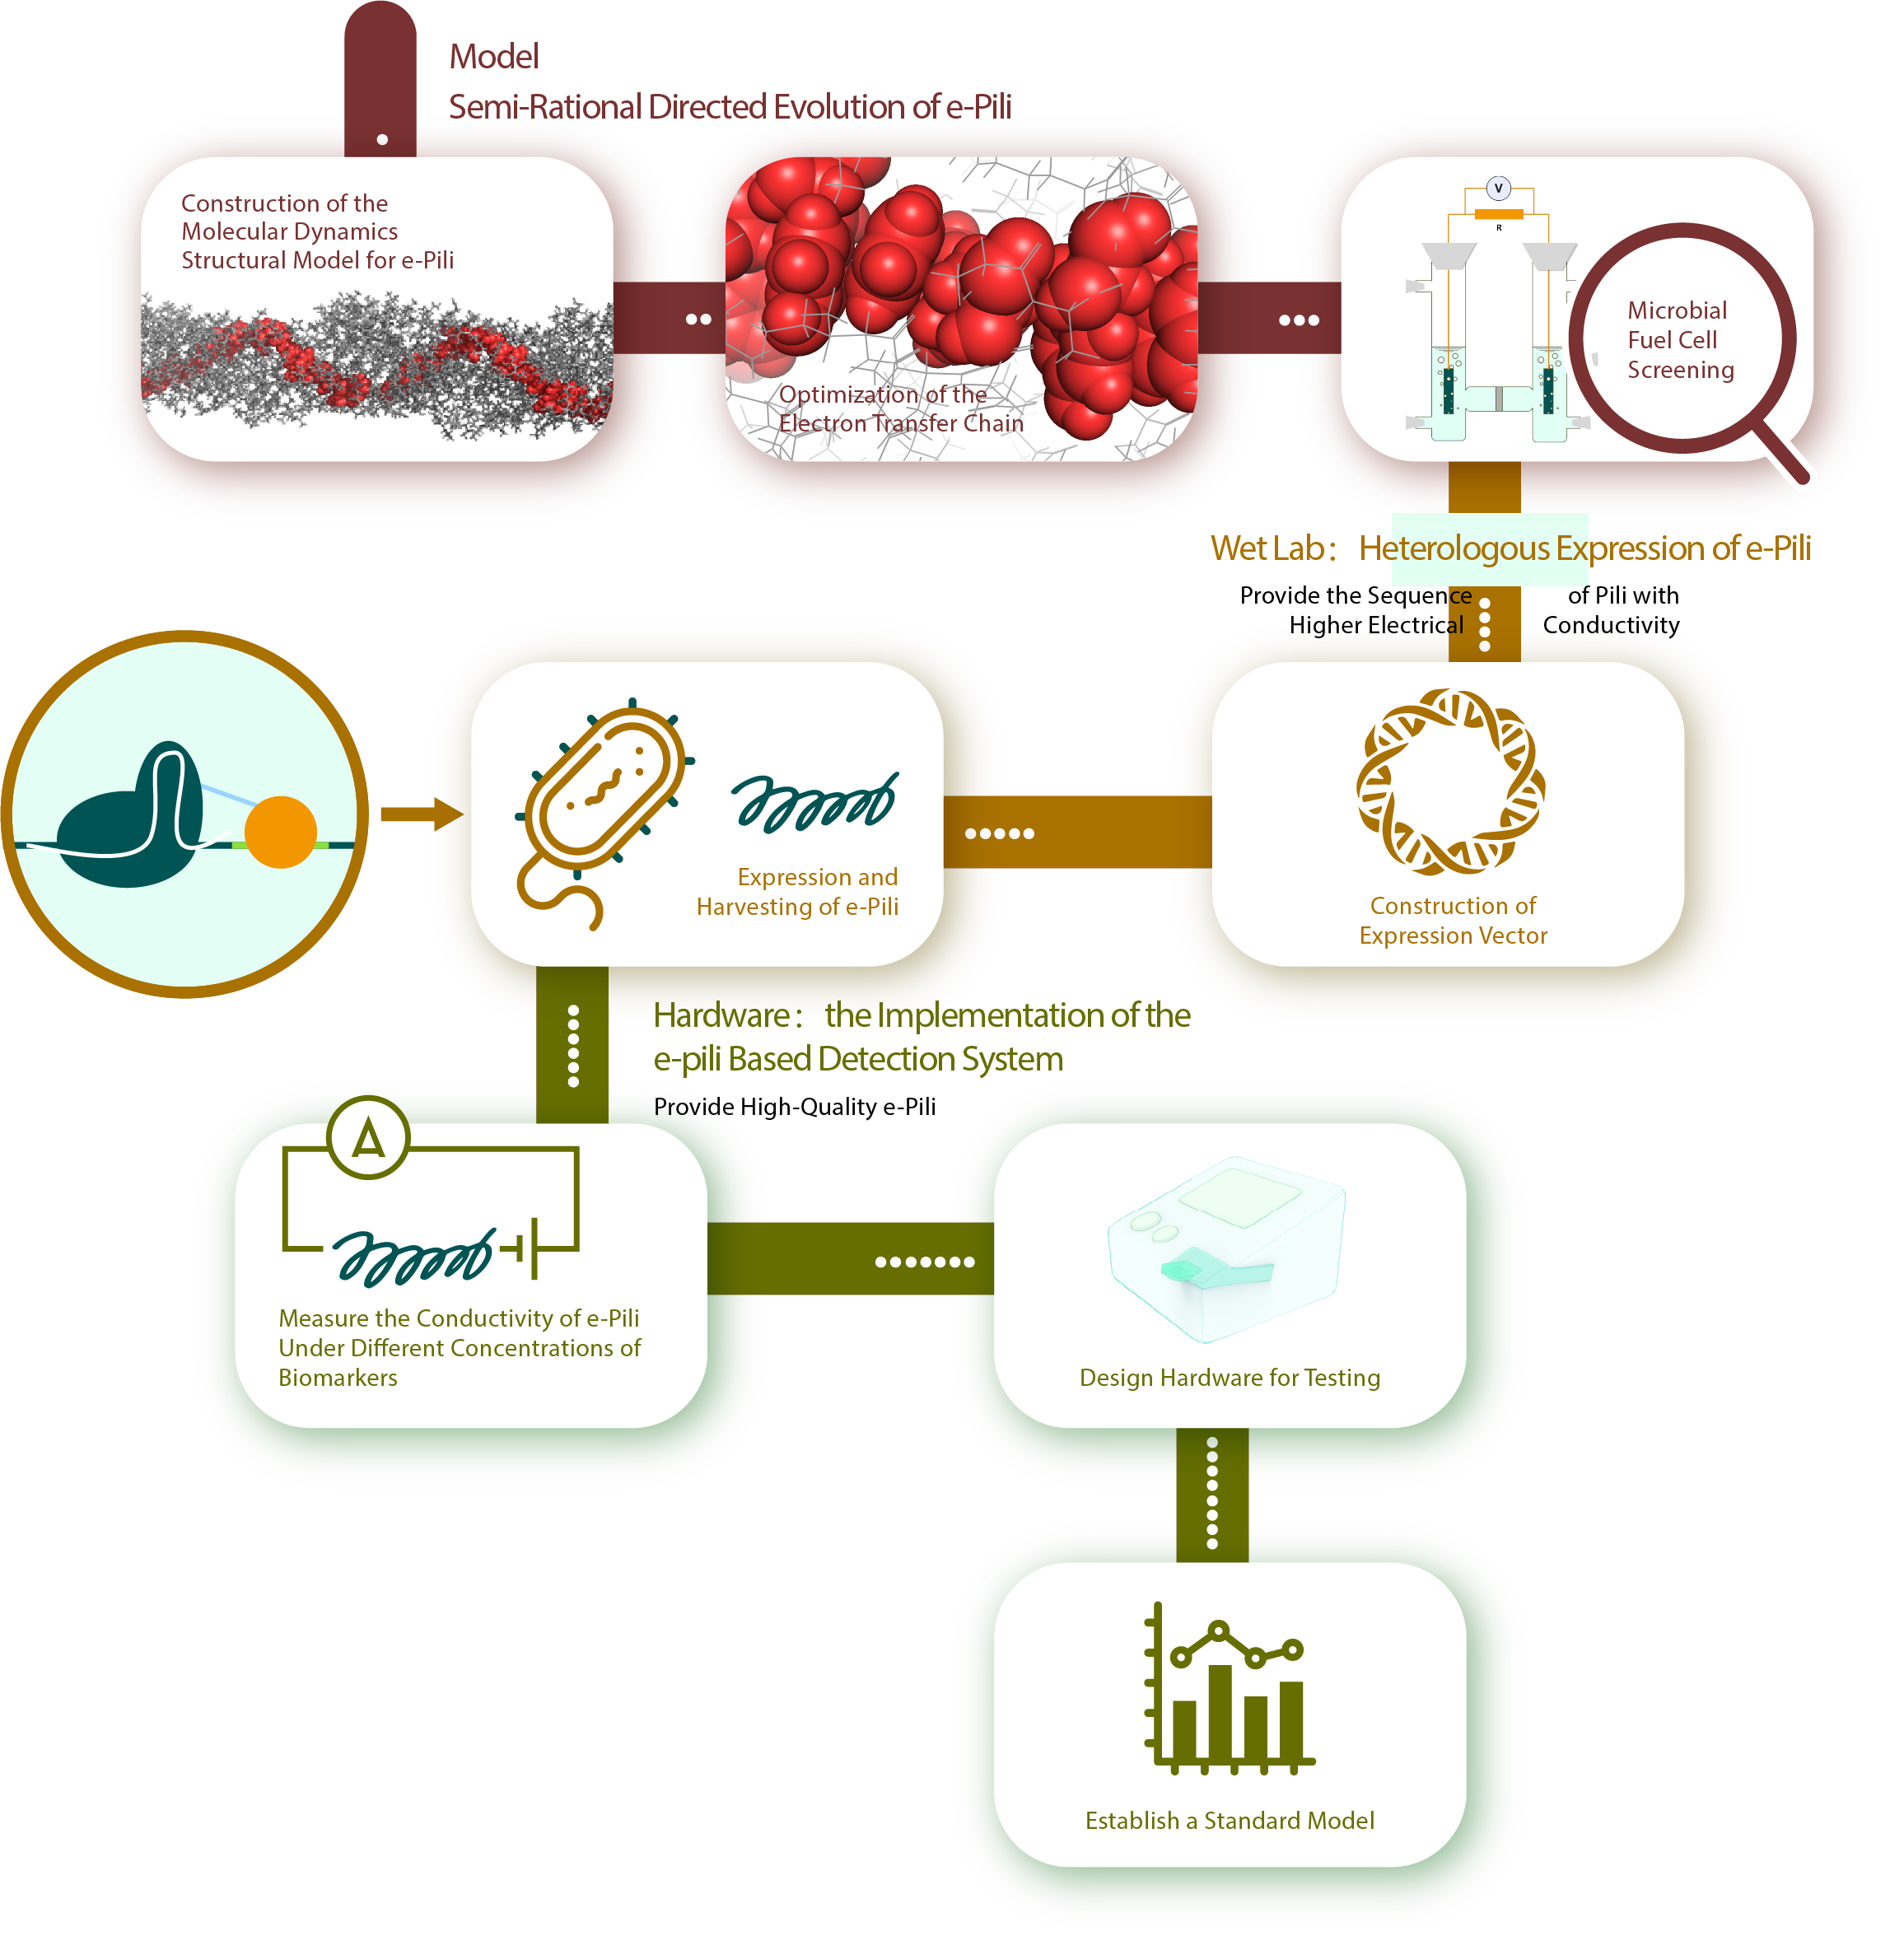 Model
Semi-Rational Directed Evolution of e-Pili
Construction of the
Molecular Dynamics
Structural Model for e-Pili
Optimization of the
Electron Transfer Chain
V
R
Microbial
Fuel Cell
Screening
Wet Lab: Heterologous Expression of e-Pili
Provide the Sequence of Pili with
Higher Electrical Conductivity
Expression and
Harvesting of e-Pili
Construction of
Expression Vector
Hardware: the Implementation of the
e-pili Based Detection System
Provide High-Quality e-Pili
A
Measure the Conductivity of e-Pili
Under Different Concentrations of
Biomarkers
Design Hardware for Testing
Establish a Standard Model